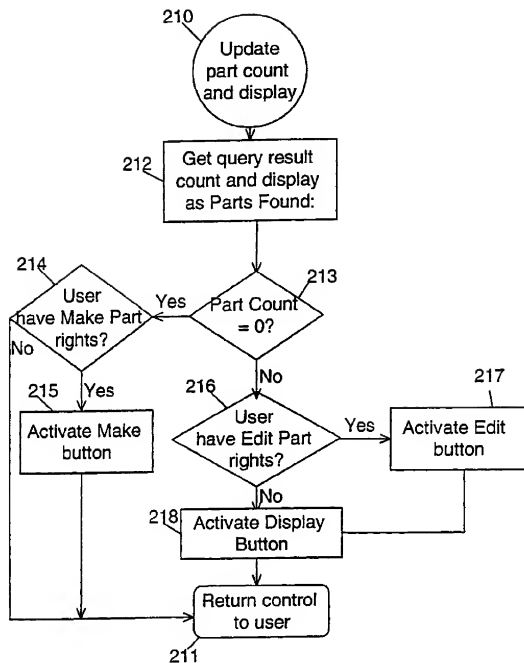 210
Update
part count
and display
212
Get query result
count and display
as Parts Found:
214
User
have Make Part
rights?
Yes
No
213
Part Count
= 0?
Yes
No
215
Activate Make
button
216
User
have Edit Part
rights?
Yes
No
217
Activate Edit
button
218
Activate Display
Button
Return control
to user
211